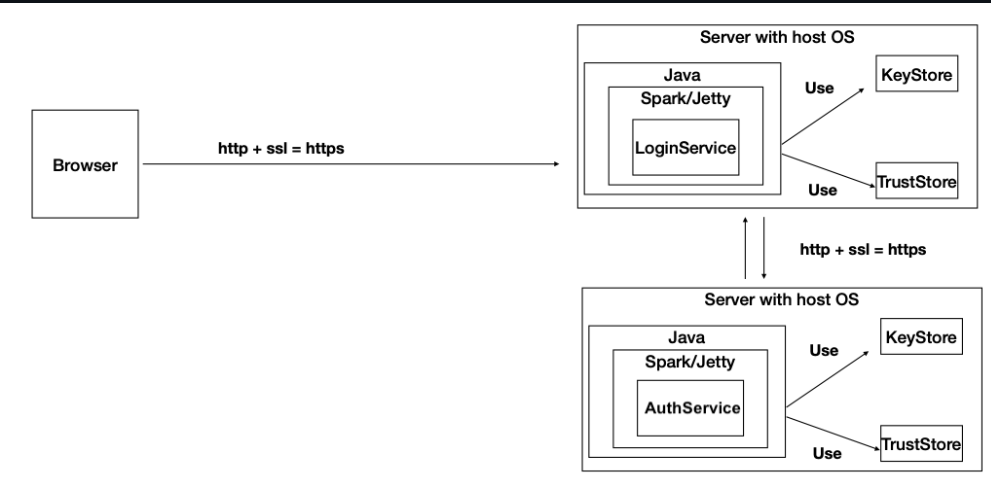 Server with host OS
Java
KeyStore
Use
Spark/Jetty
LoginService
http + ssl = https
Browser
TrustStore
Use
http + ssl = https
Server with host OS
Java
KeyStore
Use
Spark/Jetty
AuthService
TrustStore
Use